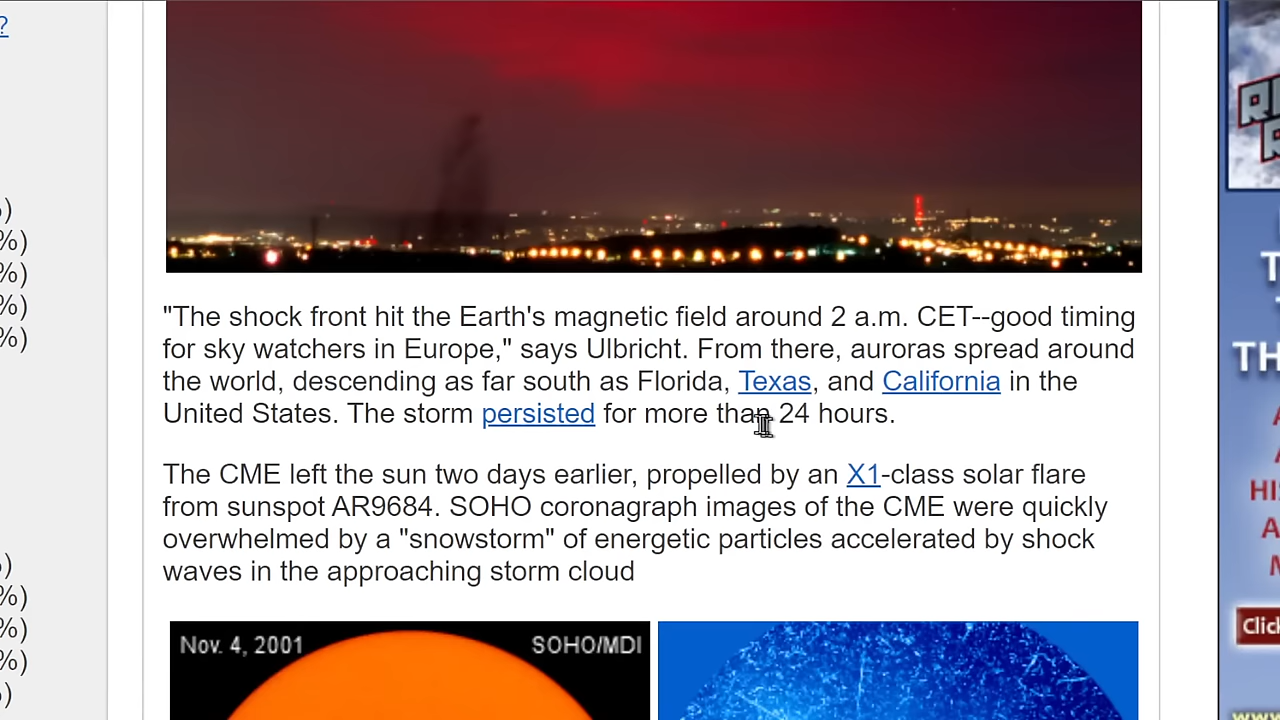 ?
)
%)
%)
%)
%)
"The shock front hit the Earth's magnetic field around 2 a.m. CET--good timing
for sky watchers in Europe," says Ulbricht. From there, auroras spread around
the world, descending as far south as Florida, Texas, and California in the
United States. The storm persisted for more than 24 hours.
The CME left the sun two days earlier, propelled by an X1-class solar flare
from sunspot AR9684. SOHO coronagraph images of the CME were quickly
overwhelmed by a "snowstorm" of energetic particles accelerated by shock
waves in the approaching storm cloud
)
%)
%)
%)
)
Nov. 4, 2001 SOHO/MDI
T
TH
A
A
HIS
A
M
Click
www